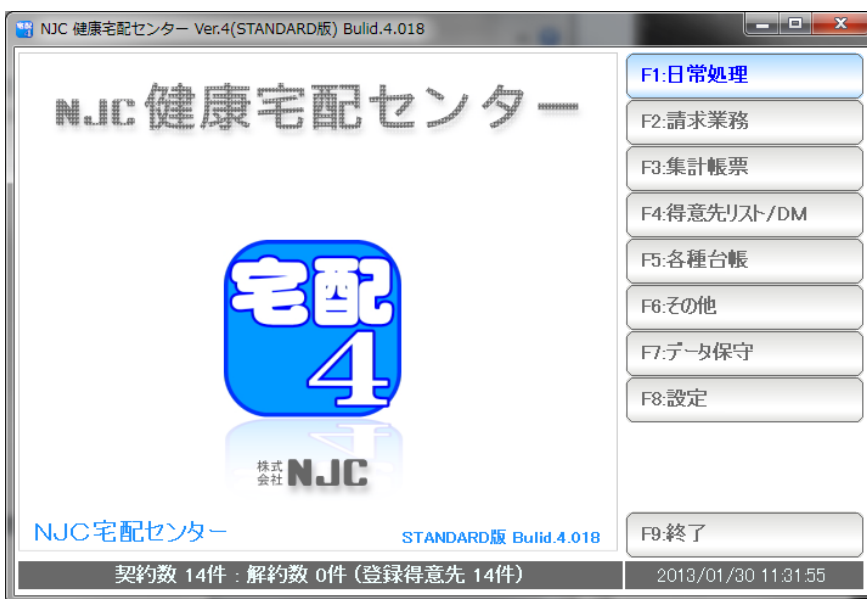 NJC 健康宅配センター Ver.4(STANDARD版) Bulid.4.018
NJC 健康宅配センター
宅配
4
株式会社 NJC
NJC宅配センター
STANDARD版 Bulid.4.018
F1:日常処理
F2:請求業務
F3:集計帳票
F4:得意先リスト/DM
F5:各種台帳
F6:その他
F7:データ保守
F8:設定
F9:終了
契約数 14件 : 解約数 0件 (登録得意先 14件)
2013/01/30 11:31:55